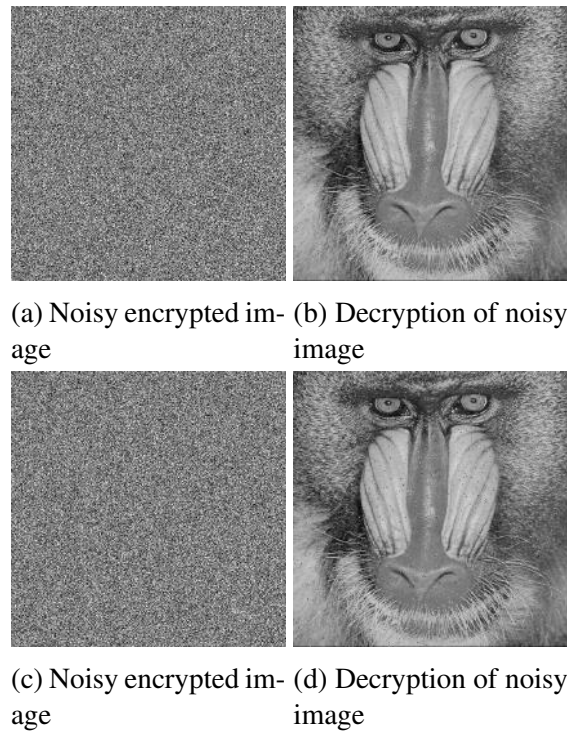 (a) Noisy encrypted im-
age
(b) Decryption of noisy
image
(c) Noisy encrypted im-
age
(d) Decryption of noisy
image